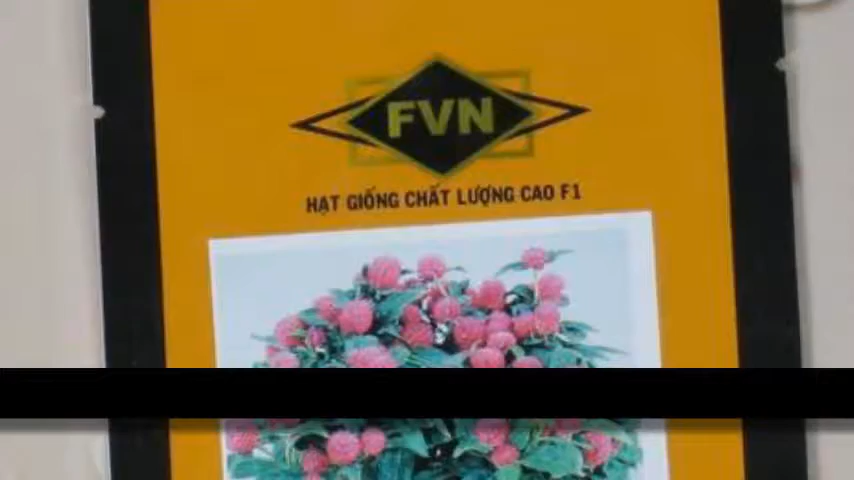 FVN
HẠT GIỐNG CHẤT LƯỢNG CAO F1